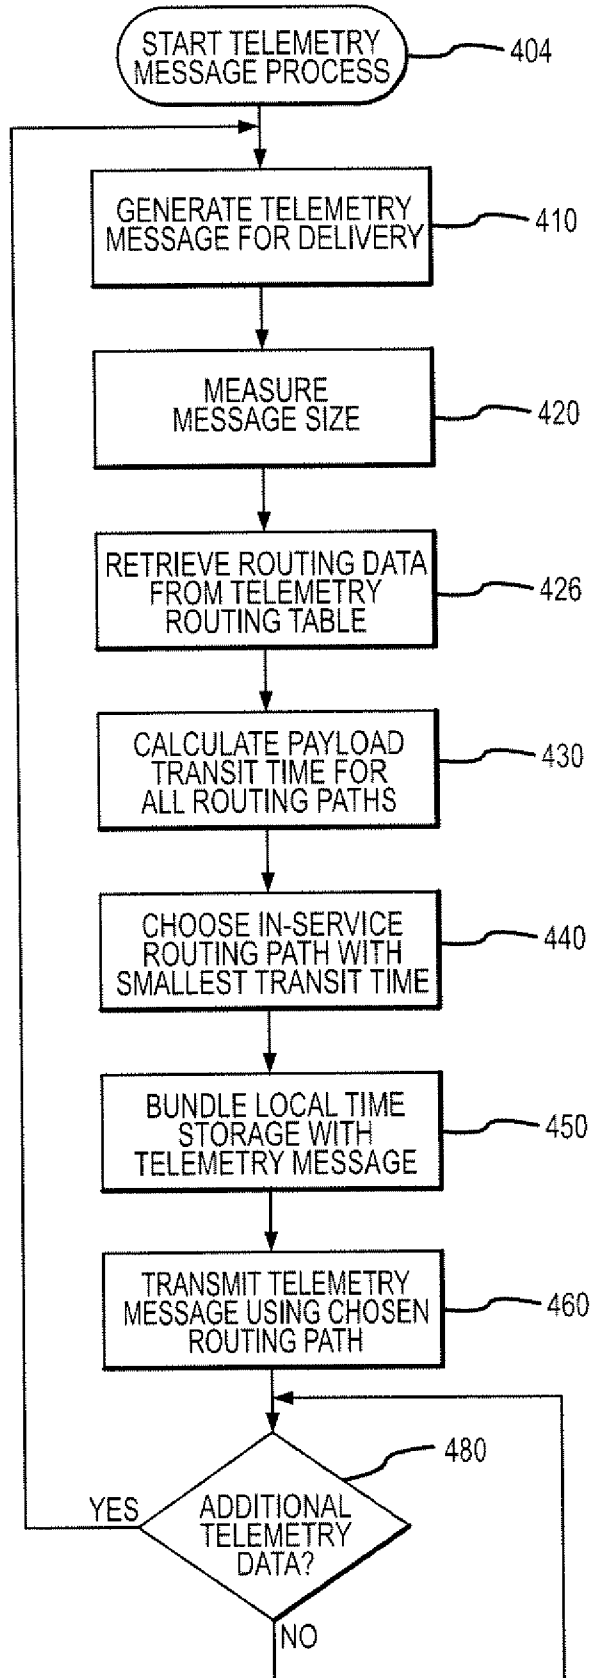 START TELEMETRY
MESSAGE PROCESS
404
GENERATE TELEMETRY
MESSAGE FOR DELIVERY
410
MEASURE
MESSAGE SIZE
420
RETRIEVE ROUTING DATA
FROM TELEMETRY
ROUTING TABLE
426
CALCULATE PAYLOAD
TRANSIT TIME FOR
ALL ROUTING PATHS
430
CHOOSE IN-SERVICE
ROUTING PATH WITH
SMALLEST TRANSIT TIME
440
BUNDLE LOCAL TIME
STORAGE WITH
TELEMETRY MESSAGE
450
TRANSMIT TELEMETRY
MESSAGE USING CHOSEN
ROUTING PATH
460
480
YES
ADDITIONAL
TELEMETRY
DATA?
NO